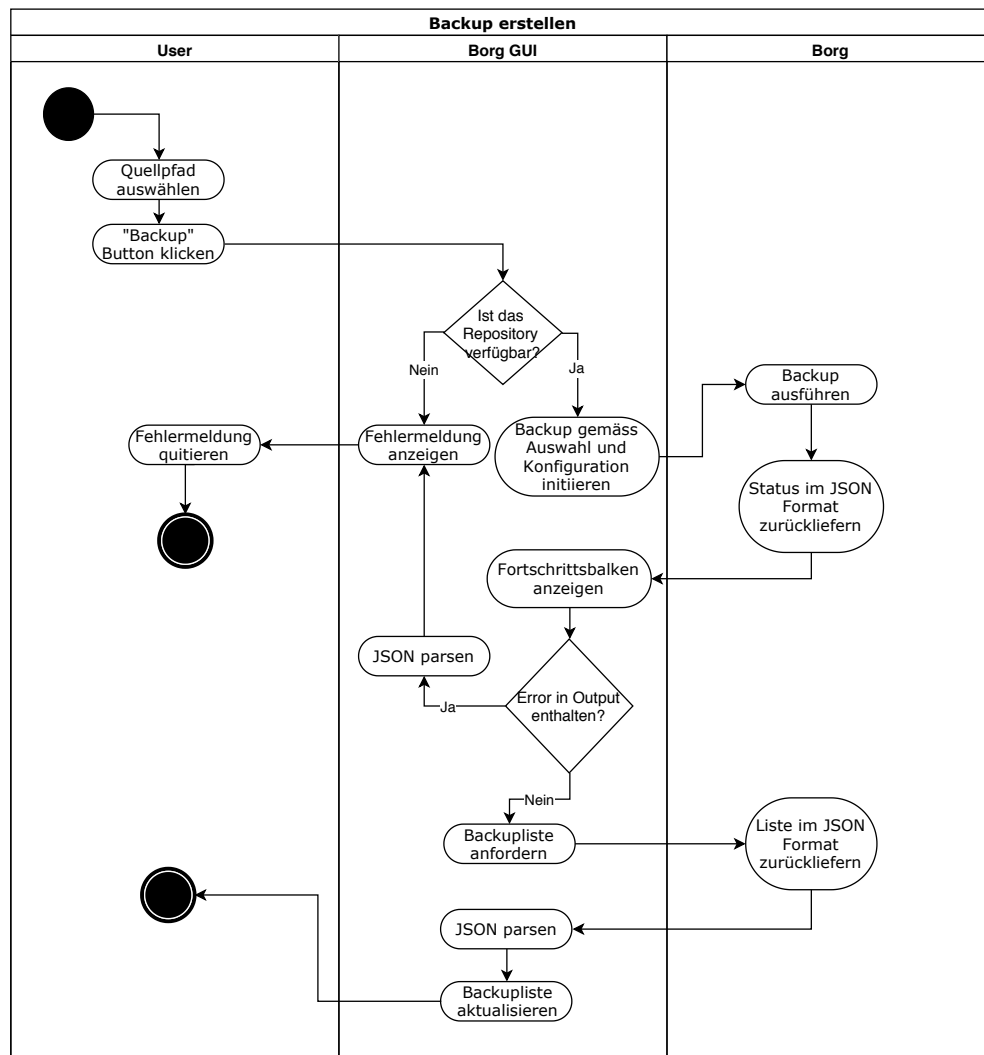 Backup erstellen
User
Borg GUI
Borg
Quellpfad
auswählen
"Backup"
Button klicken
Ist das
Repository
verfügbar?
Nein
Ja
Backup
ausführen
Fehlermeldung
quitieren
Fehlermeldung
anzeigen
Backup gemäss
Auswahl und
Konfiguration
initiieren
Status im JSON
Format
zurückliefern
Fortschrittsbalken
anzeigen
JSON parsen
Error in Output
enthalten?
Ja
Nein
Backupliste
anfordern
Liste im JSON
Format
zurückliefern
JSON parsen
Backupliste
aktualisieren